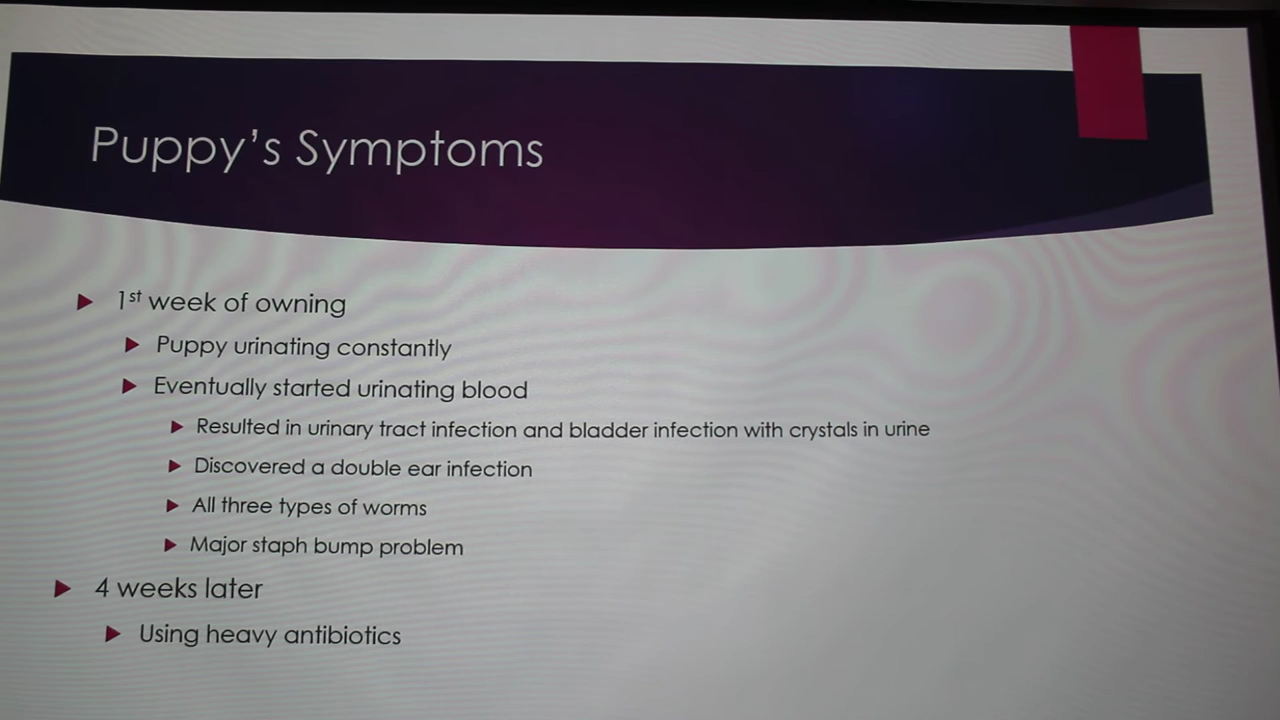 Puppy's Symptoms
1st week of owning
Puppy urinating constantly
Eventually started urinating blood
Resulted in urinary tract infection and bladder infection with crystals in urine
Discovered a double ear infection
All three types of worms
Major staph bump problem
4 weeks later
Using heavy antibiotics